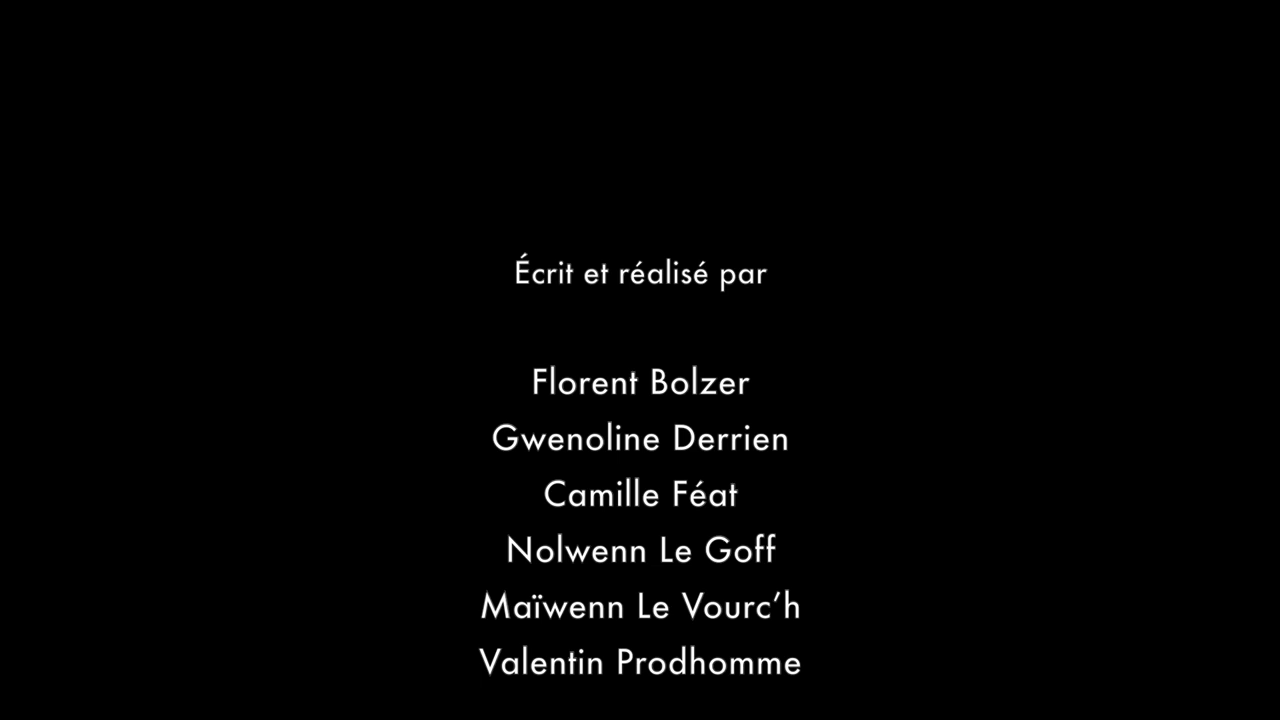 Écrit et réalisé par
Florent Bolzer
Gwenoline Derrien
Camille Féat
Nolwenn Le Goff
Maïwenn Le Vourc’h
Valentin Prodhomme